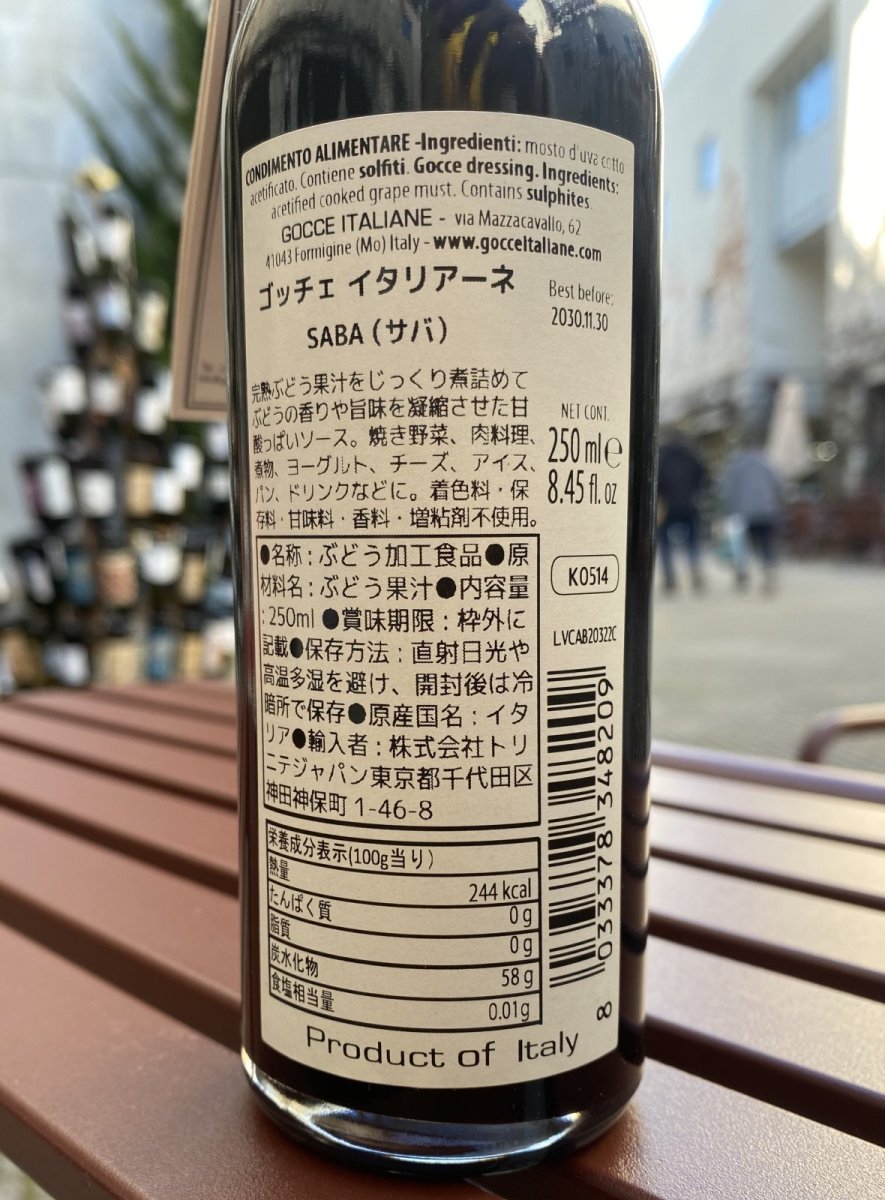 CONDIMENTO ALIMENTARE -Ingredienti: mosto d'uva cotto
acetificato. Contiene solfiti. Gocce dressing. Ingredients:
acetified cooked grape must. Contains sulphites.
GOCCE ITALIANE - via Mazzacavallo, 62
41043 Formigine (Mo) Italy - www.gocceitaliane.com
ゴッチェ イタリアーネ
SABA(サバ)
Best before:
2030.11.30
完熟ぶどう果汁をじっくり煮詰めて
ぶどうの香りや旨味を凝縮させた甘
酸っぱいソース。焼き野菜、肉料理、
煮物、ヨーグルト、チーズ、アイス、
パン、ドリンクなどに。着色料・保
存料・甘味料・香料・増粘剤不使用。
NET CONT.
250 ml e
8.45 fl. oz
●名称:ぶどう加工食品●原
材料名:ぶどう果汁●内容量
:250ml ●賞味期限:枠外に
記載●保存方法:直射日光や
高温多湿を避け、開封後は冷
暗所で保存●原産国名:イタ
リア●輸入者:株式会社トリ
ニテジャパン東京都千代田区
神田神保町 1-46-8
K0514
LVCAB20322C
8 033378 348209
栄養成分表示(100g当り)
熱量 244 kcal
たんぱく質 0 g
脂質 0 g
炭水化物 58 g
食塩相当量 0.01g
Product of Italy